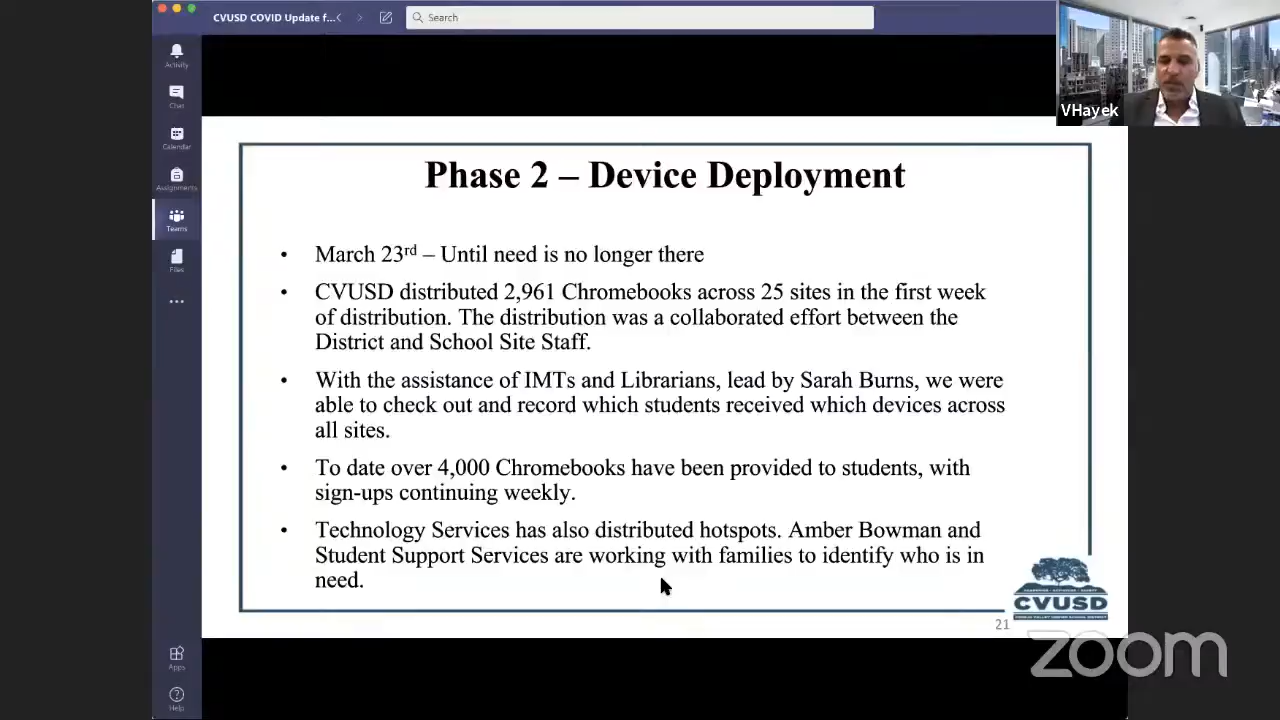 CVUSD COVID Update f...
Search
Activity
Chat
Calendar
Assignments
Teams
Files
Apps
Help
VHayek
Phase 2 – Device Deployment
• March 23rd – Until need is no longer there
• CVUSD distributed 2,961 Chromebooks across 25 sites in the first week
of distribution. The distribution was a collaborated effort between the
District and School Site Staff.
• With the assistance of IMTs and Librarians, lead by Sarah Burns, we were
able to check out and record which students received which devices across
all sites.
• To date over 4,000 Chromebooks have been provided to students, with
sign-ups continuing weekly.
• Technology Services has also distributed hotspots. Amber Bowman and
Student Support Services are working with families to identify who is in
need.
CVUSD
21
zoom